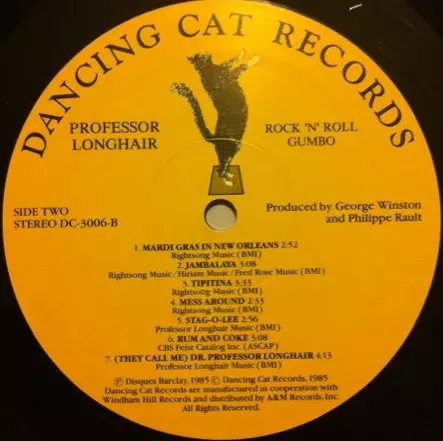 DANCING CAT RECORDS
PROFESSOR
LONGHAIR
ROCK 'N' ROLL
GUMBO
SIDE TWO
STEREO DC-3006-B
Produced by George Winston
and Philippe Rault
1. MARDI GRAS IN NEW ORLEANS 2:52
Rightsong Music (BMI)
2. JAMBALAYA 3:08
Rightsong Music/Hiriam Music/Fred Rose Music (BMI)
3. TIPITINA 3:33
Rightsong Music (BMI)
4. MESS AROUND 2:33
Rightsong Music (BMI)
5. STAG-O-LEE 2:56
Professor Longhair Music (BMI)
6. RUM AND COKE 3:08
CBS Feist Catalog Inc. (ASCAP)
7. (THEY CALL ME) DR. PROFESSOR LONGHAIR 4:13
Professor Longhair Music (BMI)
Ⓟ Disques Barclay, 1985 © Dancing Cat Records, 1985
Dancing Cat Records are manufactured as cooperation with
Windham Hill Records and distributed by A&M Records, Inc.
All Rights Reserved.